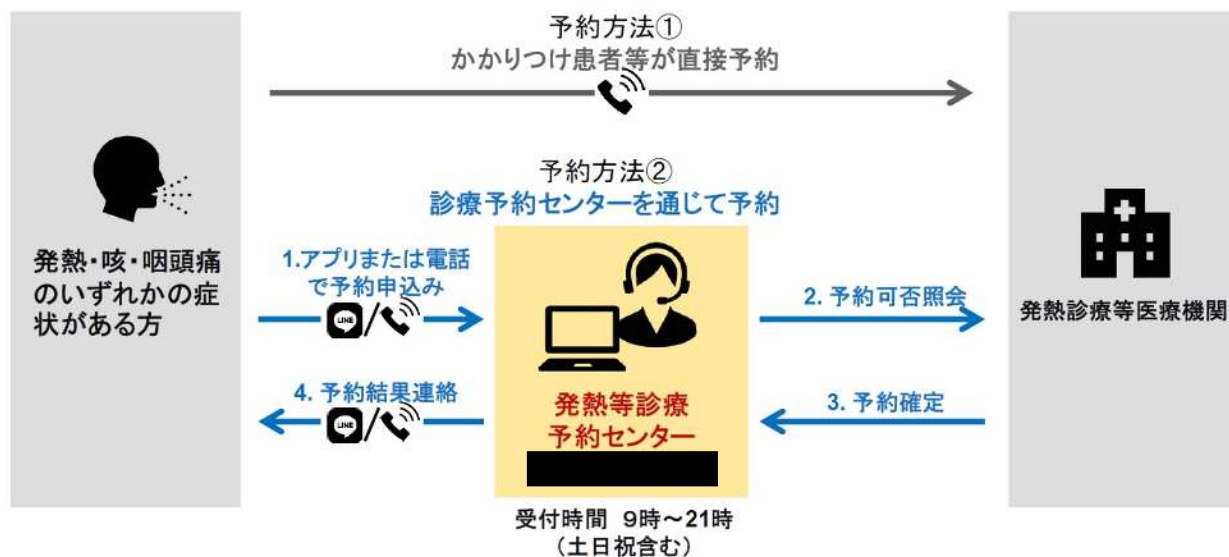 予約方法①
かかりつけ患者等が直接予約
予約方法②
診療予約センターを通じて予約
発熱・咳・咽頭痛
のいずれかの症
状がある方
1.アプリまたは電話
で予約申込み
LINE
2. 予約可否照会
発熱診療等医療機関
4. 予約結果連絡
LINE
3. 予約確定
発熱等診療
予約センター
受付時間 9時~21時
(土日祝含む)